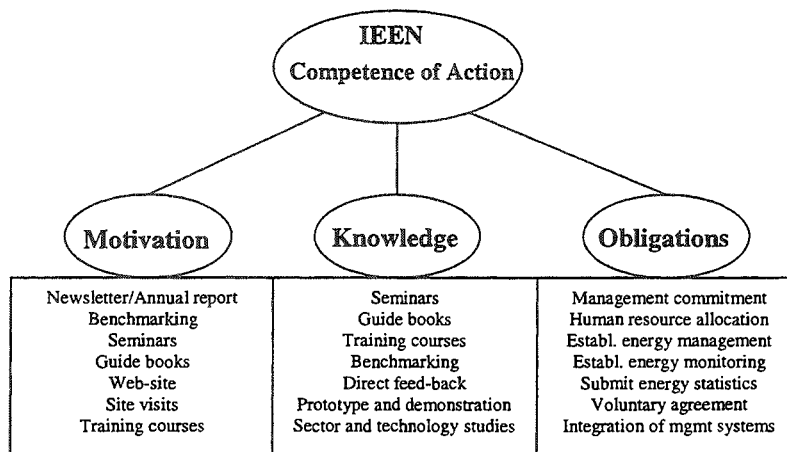 IEEN
Competence of Action
Motivation
Knowledge
Obligations
Newsletter/Annual report
Benchmarking
Seminars
Guide books
Web-site
Site visits
Training courses
Seminars
Guide books
Training courses
Benchmarking
Direct feed-back
Prototype and demonstration
Sector and technology studies
Management commitment
Human resource allocation
Establ. energy management
Establ. energy monitoring
Submit energy statistics
Voluntary agreement
Integration of mgmt systems